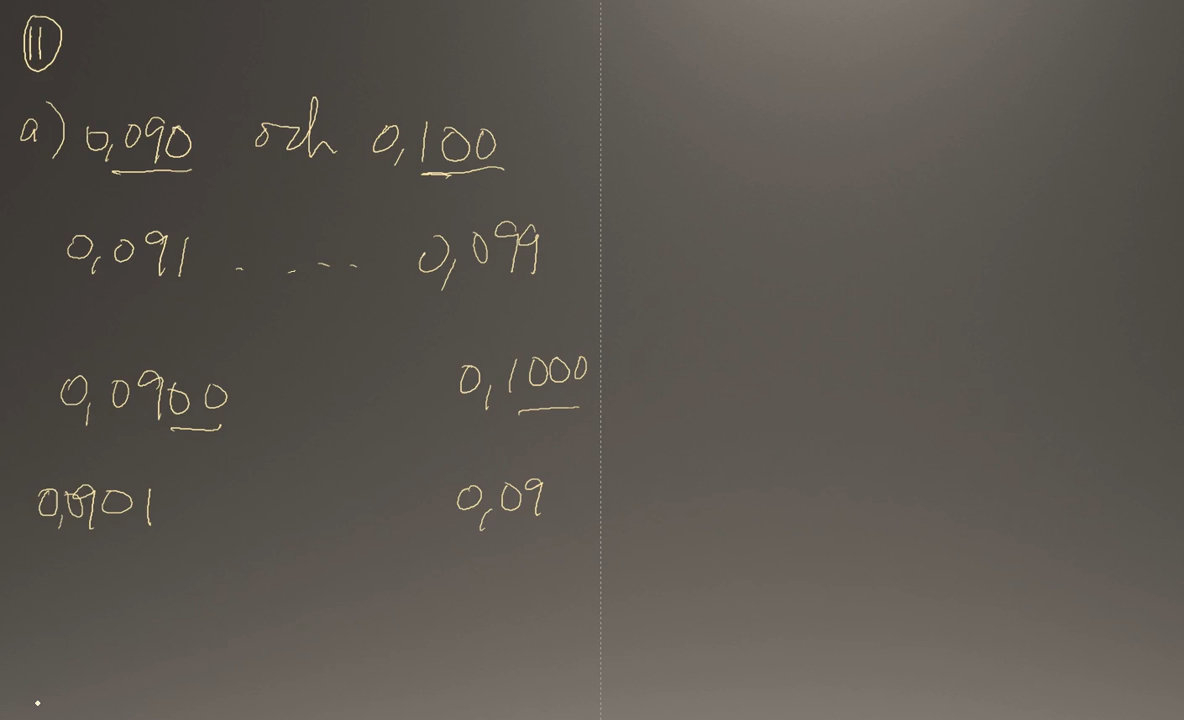 11
a) 0,090 och 0,100
0,091 . . - - 0,099
0,0900 0,1000
0,0901 0,09